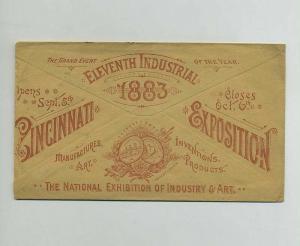 THE GRAND EVENT OF THE YEAR.
ELEVENTH INDUSTRIAL
1883
Opens Sept. 5th Closes Oct. 6th
CINCINNATI EXPOSITION
MANUFACTURES, ART, INVENTIONS, PRODUCTS.
THE NATIONAL EXHIBITION OF INDUSTRY & ART.